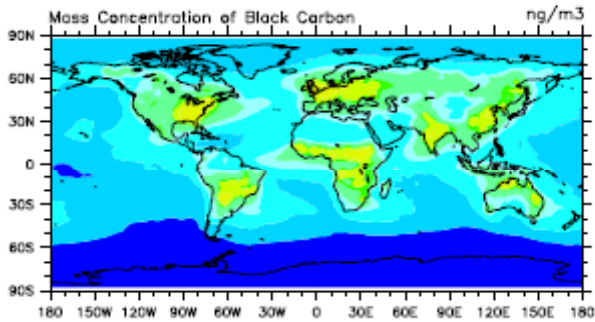 Mass Concentration of Black Carbon ng/m3
90N
60N
30N
0
30S
60S
90S
180 150W 120W 90W 60W 30W 0 30E 60E 90E 120E 150E 180